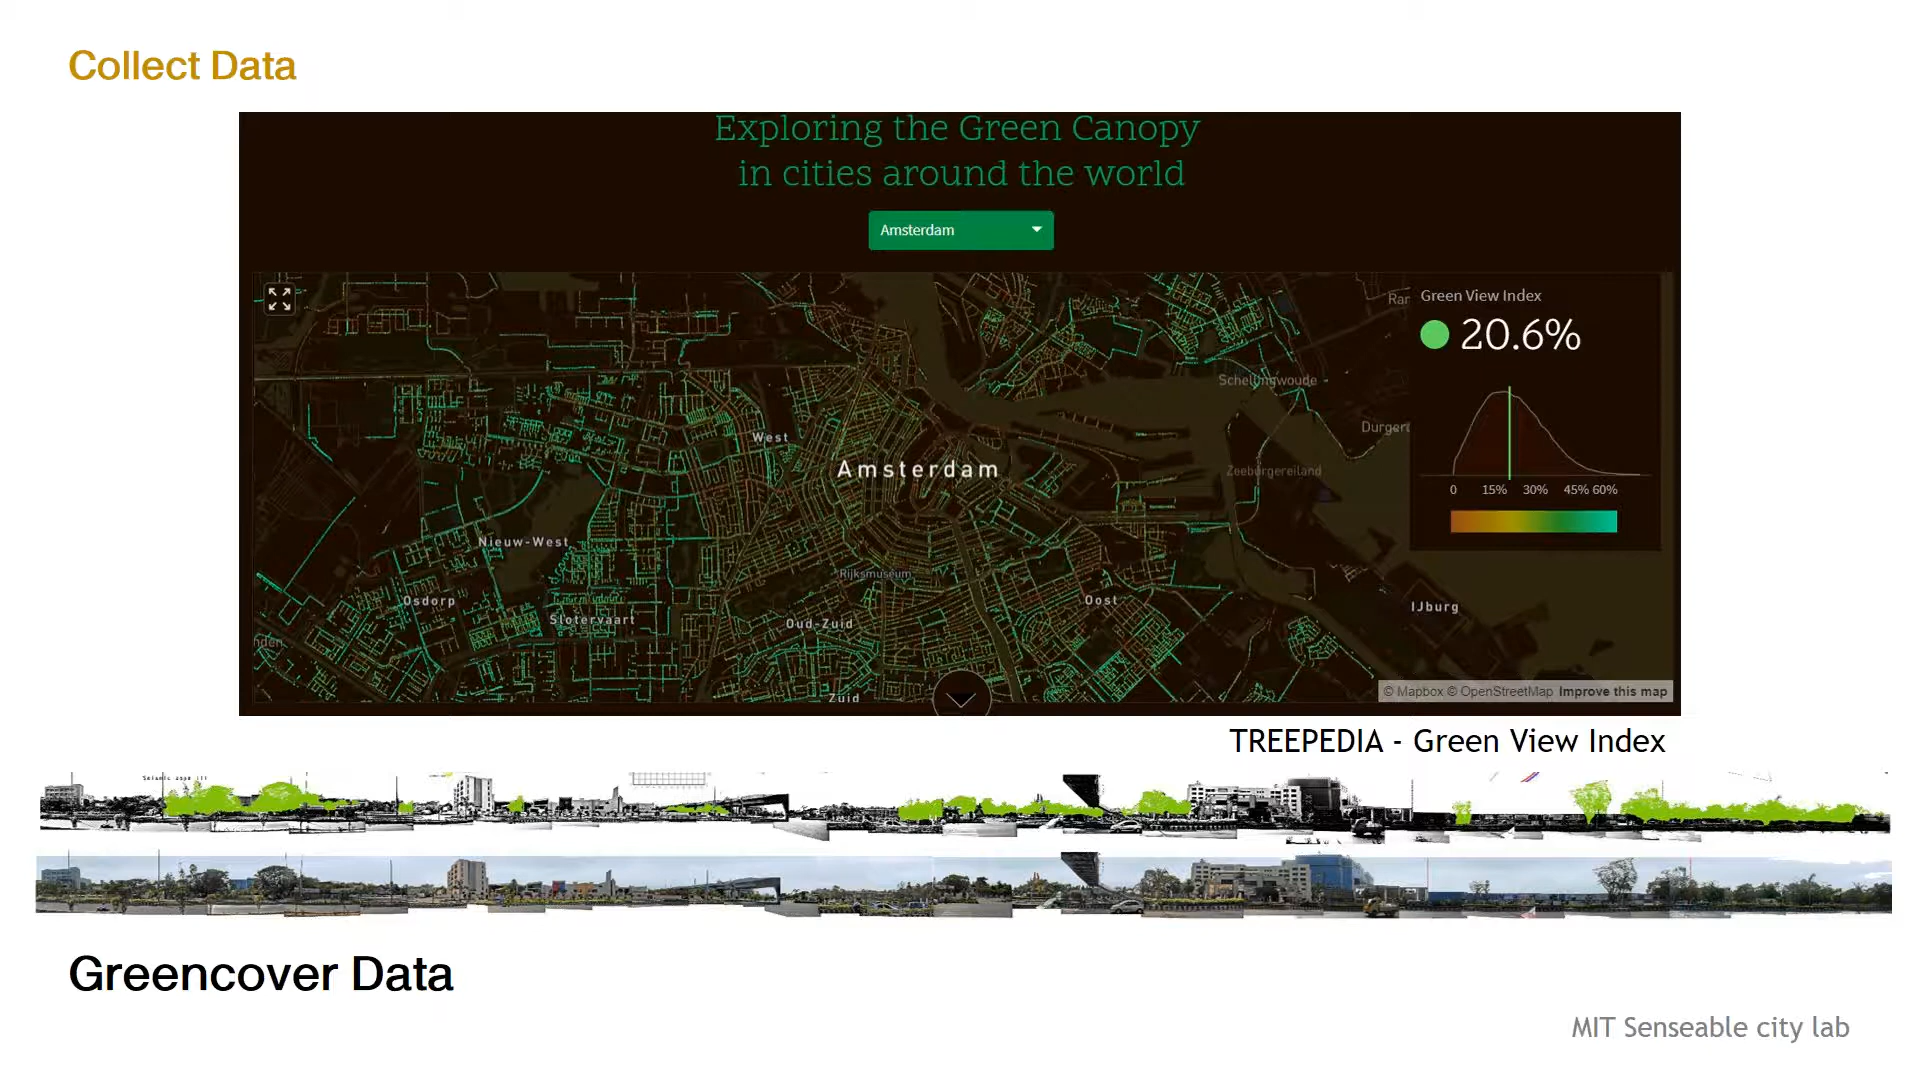 Collect Data
Exploring the Green Canopy
in cities around the world
Amsterdam
Green View Index
20.6%
Schellingwoude
West
Amsterdam
Zeeburgereiland
0 15% 30% 45% 60%
Nieuw-West
Rijksmuseum
Osdorp
Oost
IJburg
Slotervaart
Oud-Zuid
Zuid
© Mapbox © OpenStreetMap Improve this map
TREEPEDIA - Green View Index
Greencover Data
MIT Senseable city lab